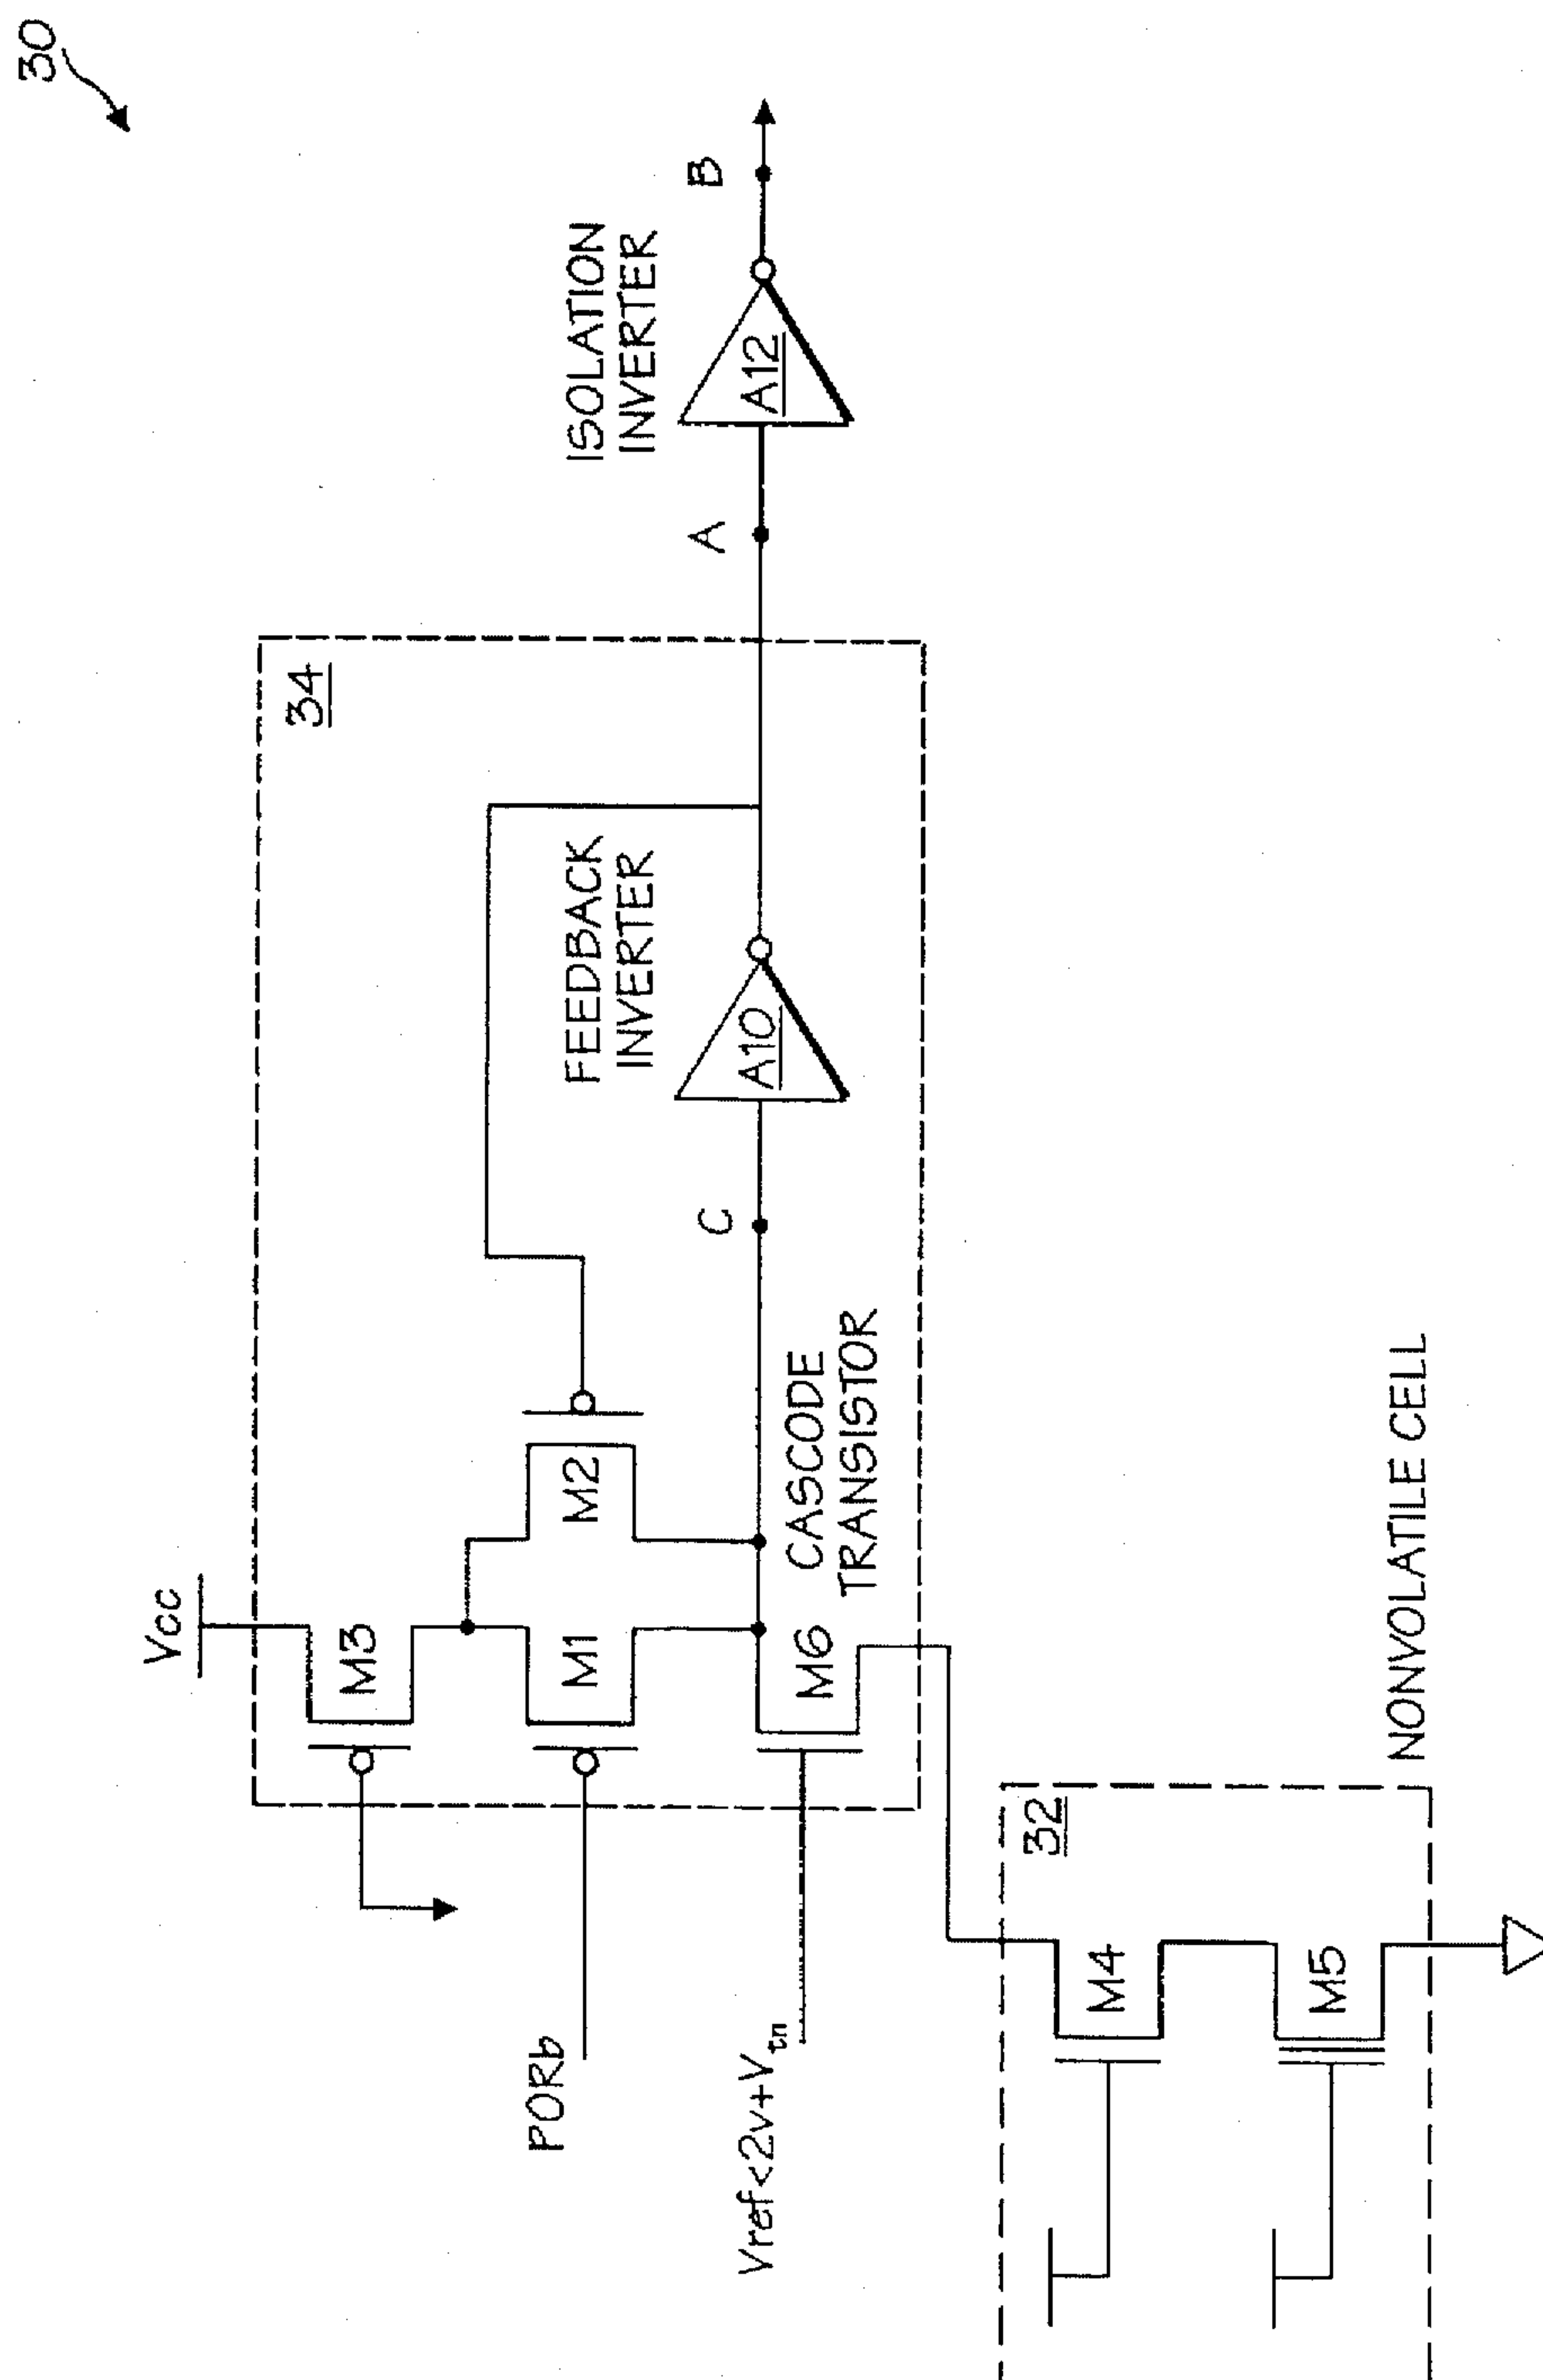 30
Vcc
34
M3
M1
M2
PORb
FEEDBACK
INVERTER
A10
ISOLATION
INVERTER
A12
C
A
B
M6
CASCODE
TRANSISTOR
Vref<2v+Vtn
32
M4
M5
NONVOLATILE CELL